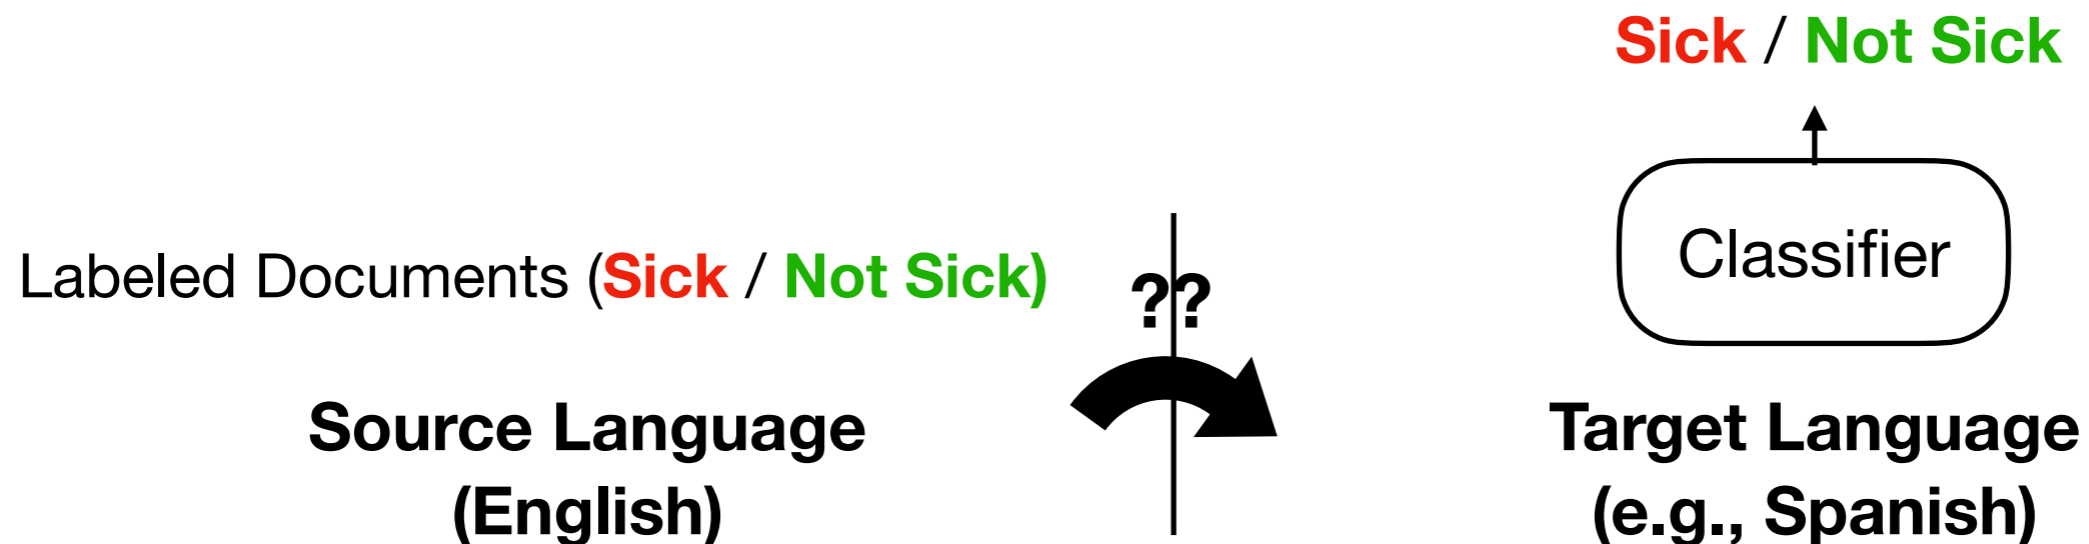 Sick / Not Sick
Classifier
Labeled Documents (Sick / Not Sick)
??
Source Language
(English)
Target Language
(e.g., Spanish)